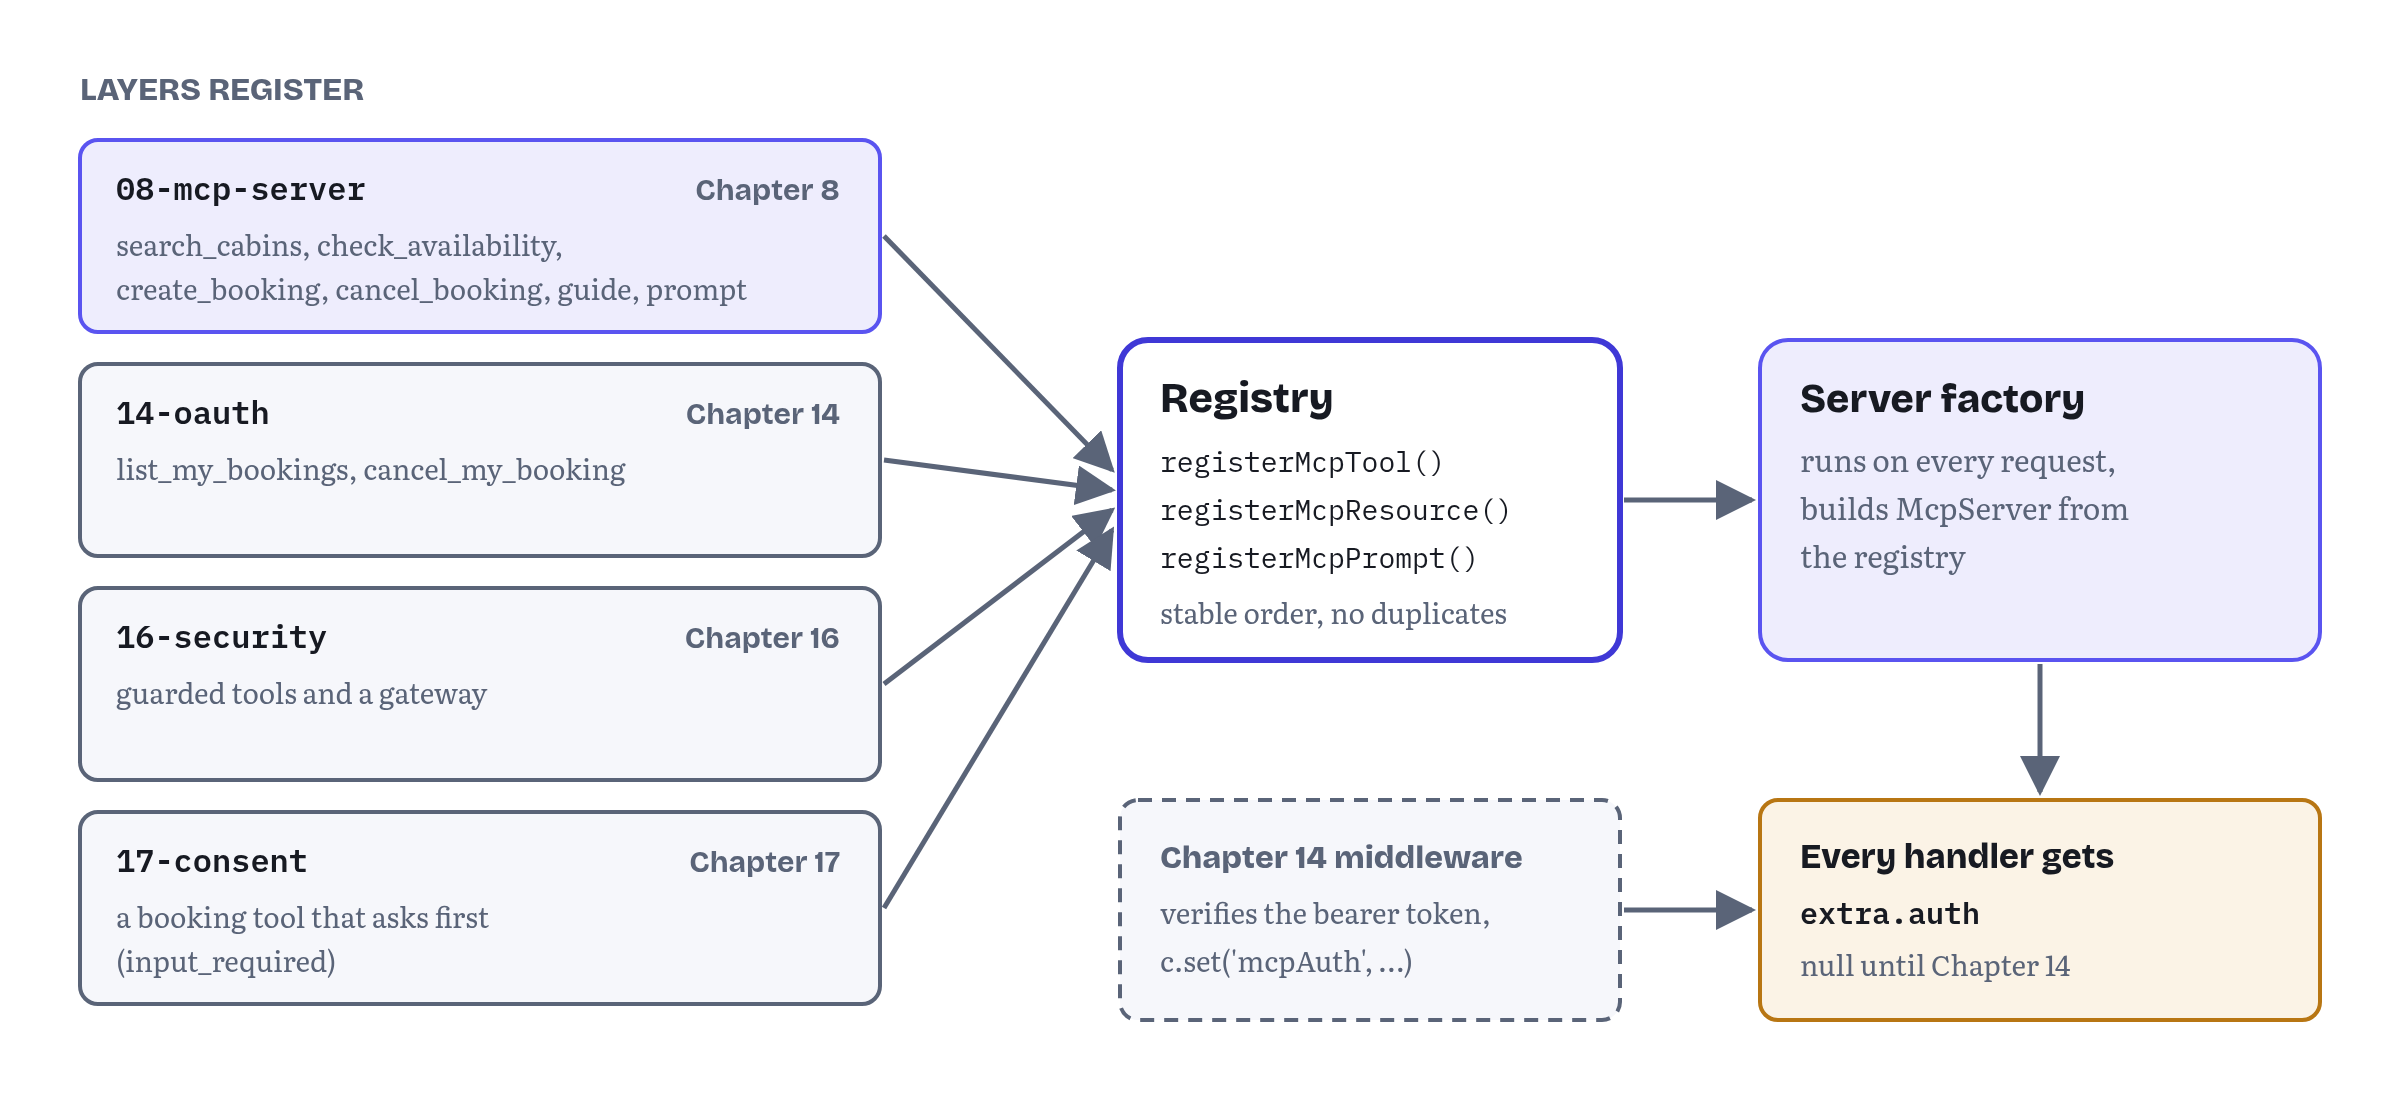 LAYERS REGISTER
08-mcp-server
Chapter 8
search_cabins, check_availability,
create_booking, cancel_booking, guide, prompt
14-oauth
Chapter 14
list_my_bookings, cancel_my_booking
16-security
Chapter 16
guarded tools and a gateway
17-consent
Chapter 17
a booking tool that asks first
(input_required)
Registry
registerMcpTool()
registerMcpResource()
registerMcpPrompt()
stable order, no duplicates
Server factory
runs on every request,
builds McpServer from
the registry
Chapter 14 middleware
verifies the bearer token,
c.set('mcpAuth', ...)
Every handler gets
extra.auth
null until Chapter 14